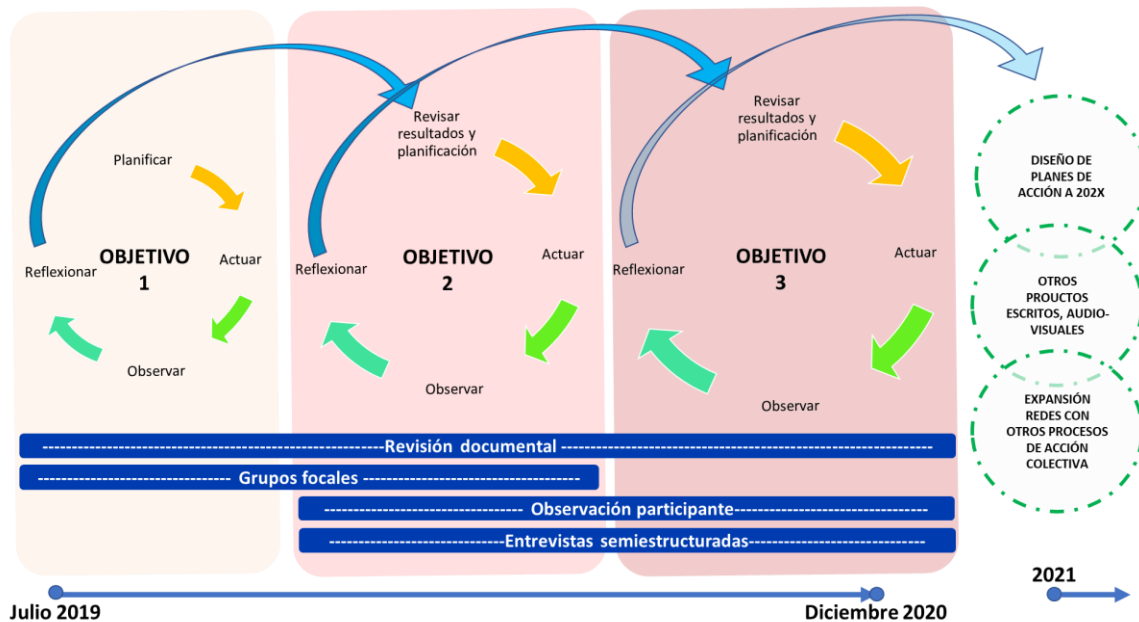 Planificar
Actuar
Observar
Reflexionar
OBJETIVO
1
Revisar
resultados y
planificación
Actuar
Observar
Reflexionar
OBJETIVO
2
Revisar
resultados y
planificación
Actuar
Observar
Reflexionar
OBJETIVO
3
DISEÑO DE
PLANES DE
ACCIÓN A 202X
OTROS
PROUCTOS
ESCRITOS, AUDIO-
VISUALES
EXPANSIÓN
REDES CON
OTROS PROCESOS
DE ACCIÓN
COLECTIVA
Revisión documental
Grupos focales
Observación participante
Entrevistas semiestructuradas
Julio 2019
Diciembre 2020
2021